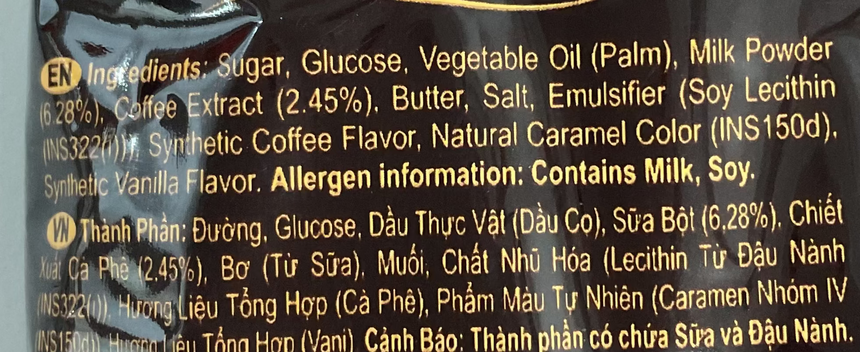 EN Ingredients: Sugar, Glucose, Vegetable Oil (Palm), Milk Powder
(6.28%), Coffee Extract (2.45%), Butter, Salt, Emulsifier (Soy Lecithin
(INS322(i))), Synthetic Coffee Flavor, Natural Caramel Color (INS150d),
Synthetic Vanilla Flavor. Allergen information: Contains Milk, Soy.
VN Thành Phần: Đường, Glucose, Dầu Thực Vật (Dầu Cọ), Sữa Bột (6,28%), Chiết
Xuất Cà Phê (2,45%), Bơ (Từ Sữa), Muối, Chất Nhũ Hóa (Lecithin Từ Đậu Nành
(INS322(i)), Hương Liệu Tổng Hợp (Cà Phê), Phẩm Màu Tự Nhiên (Caramen Nhóm IV
(INS150d)) Hương Liệu Tổng Hợp (Vani) Cảnh Báo: Thành phần có chứa Sữa và Đậu Nành.